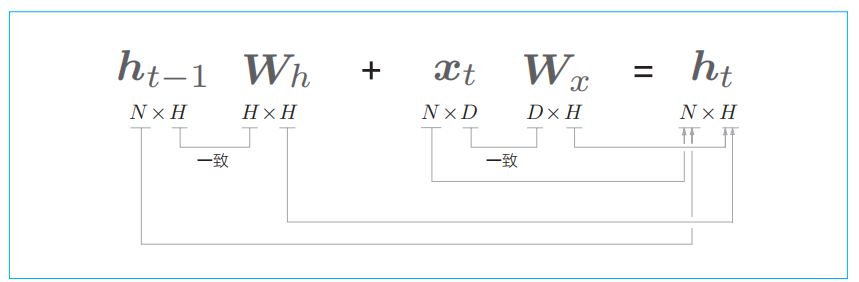 h_{t−1} W_h + x_t W_x = h_t
N × H H × H N × D D × H N × H
一致 一致